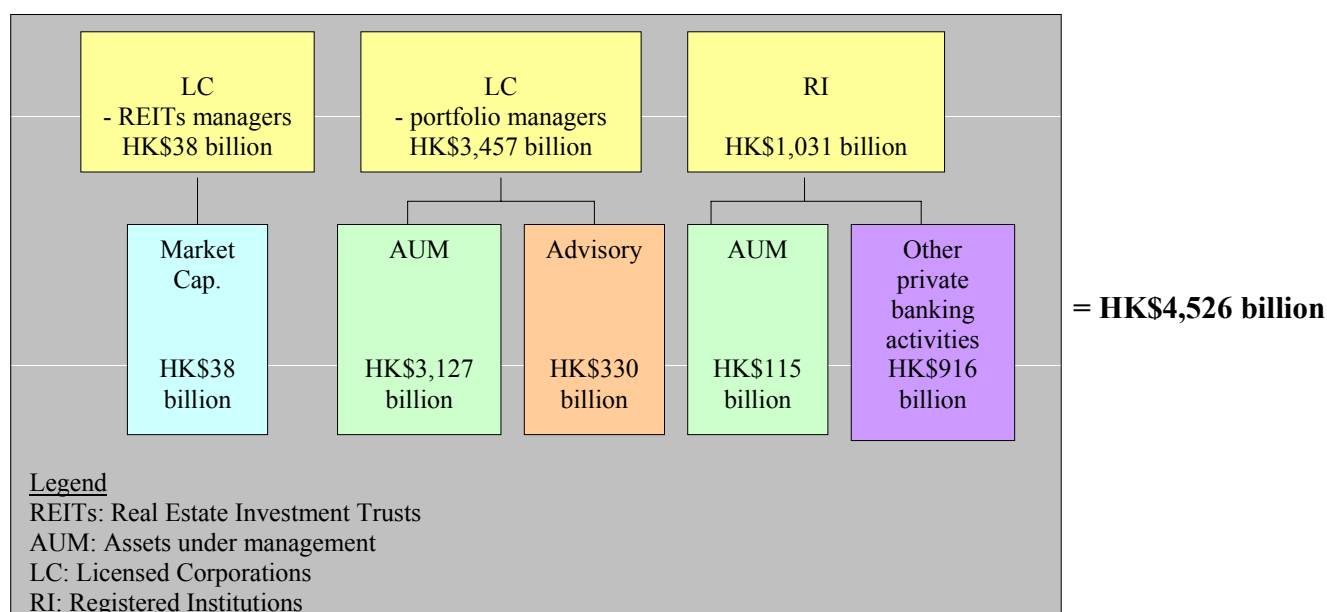 LC
- REITs managers
HK$38 billion
LC
- portfolio managers
HK$3,457 billion
RI
HK$1,031 billion
Market
Cap.
HK$38
billion
AUM
HK$3,127
billion
Advisory
HK$330
billion
AUM
HK$115
billion
Other
private
banking
activities
HK$916
billion
= HK$4,526 billion
Legend
REITs: Real Estate Investment Trusts
AUM: Assets under management
LC: Licensed Corporations
RI: Registered Institutions